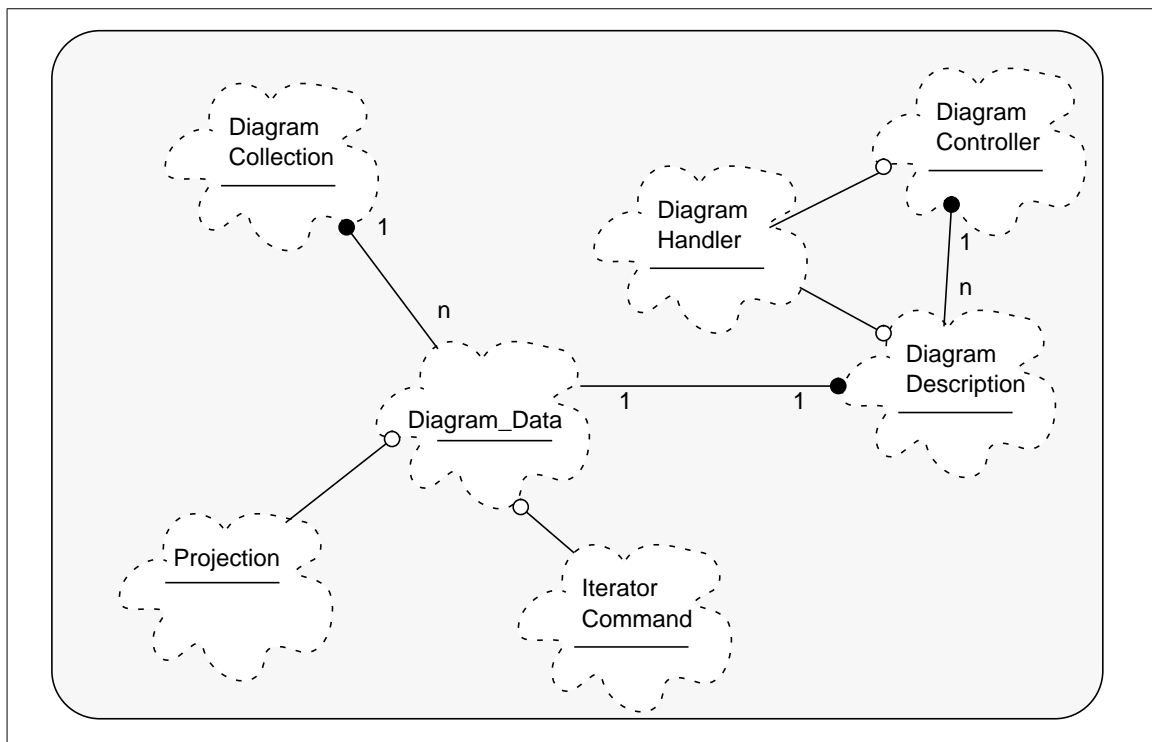 Diagram
Collection
1
n
Diagram
Controller
1
n
Diagram
Handler
Diagram
Description
1
1
Diagram_Data
Projection
Iterator
Command